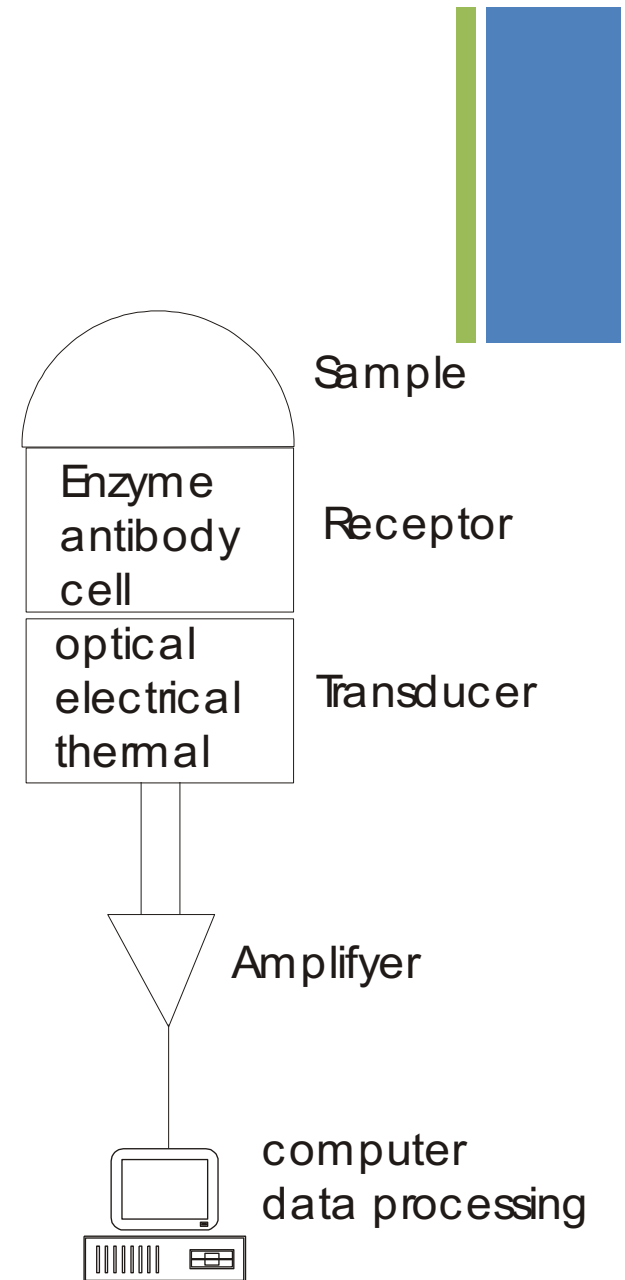 Sample
Enzyme
antibody
cell
Receptor
optical
electrical
thermal
Transducer
Amplifyer
computer
data processing